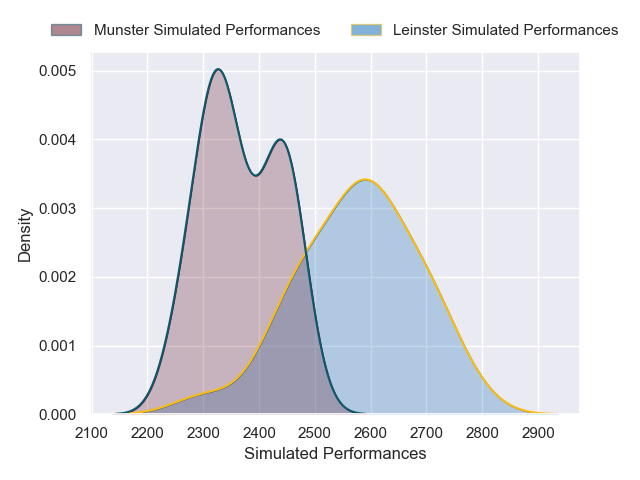 Munster Simulated Performances
Leinster Simulated Performances
0.005
0.004
0.003
0.002
0.001
0.000
Density
2100 2200 2300 2400 2500 2600 2700 2800 2900
Simulated Performances